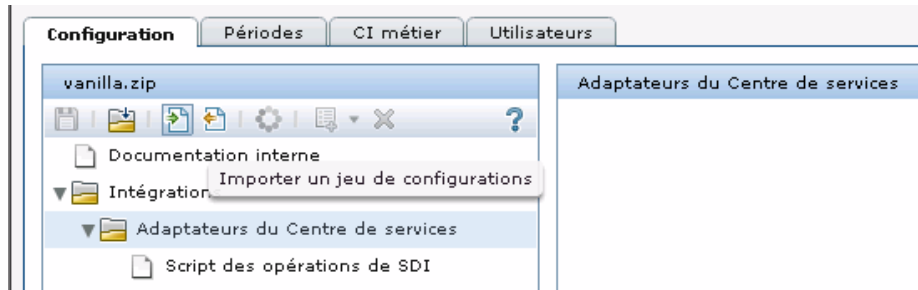 Configuration Périodes CI métier Utilisateurs
vanilla.zip Adaptateurs du Centre de services
?
Documentation interne
Importer un jeu de configurations
Intégration
Adaptateurs du Centre de services
Script des opérations de SDI